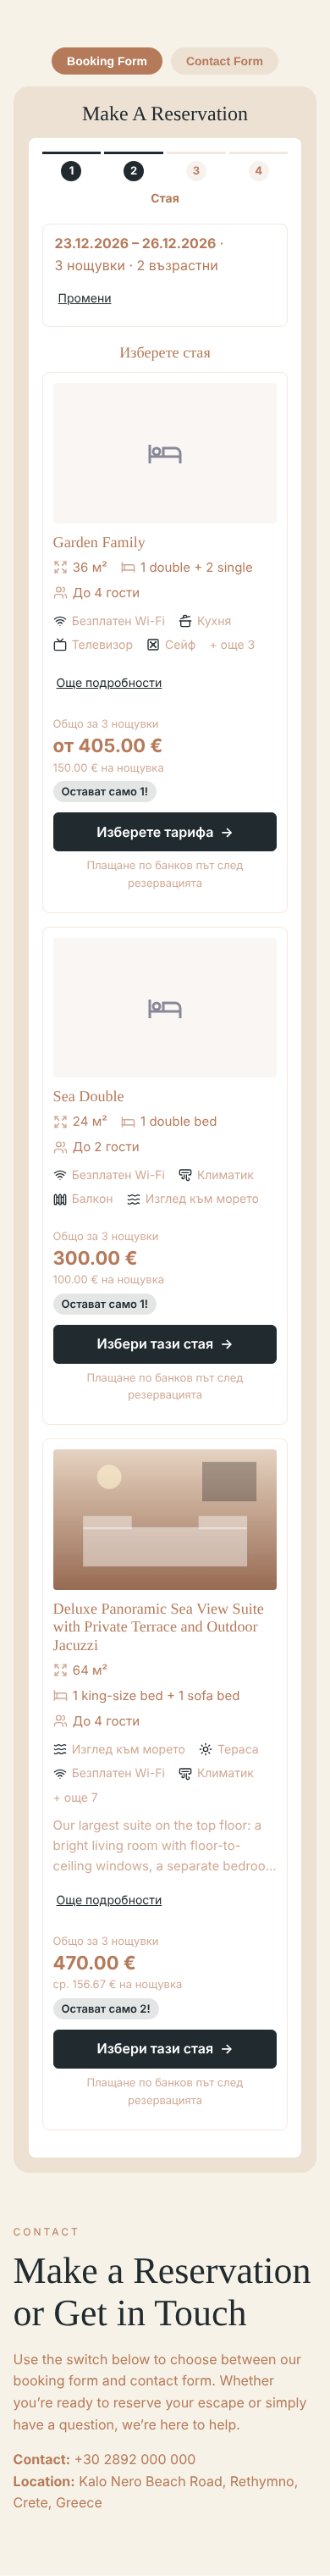 Booking Form
Contact Form
Make A Reservation
1
2
3
4
Стая
23.12.2026 – 26.12.2026 ·
3 нощувки · 2 възрастни
Промени
Изберете стая
Garden Family
36 м² 1 double + 2 single
До 4 гости
Безплатен Wi-Fi Кухня
Телевизор Сейф + още 3
Още подробности
Общо за 3 нощувки
от 405.00 €
150.00 € на нощувка
Остават само 1!
Изберете тарифа →
Плащане по банков път след
резервацията
Sea Double
24 м² 1 double bed
До 2 гости
Безплатен Wi-Fi Климатик
Балкон Изглед към морето
Общо за 3 нощувки
300.00 €
100.00 € на нощувка
Остават само 1!
Избери тази стая →
Плащане по банков път след
резервацията
Deluxe Panoramic Sea View Suite
with Private Terrace and Outdoor
Jacuzzi
64 м²
1 king-size bed + 1 sofa bed
До 4 гости
Изглед към морето Тераса
Безплатен Wi-Fi Климатик
+ още 7
Our largest suite on the top floor: a
bright living room with floor-to-
ceiling windows, a separate bedroo...
Още подробности
Общо за 3 нощувки
470.00 €
ср. 156.67 € на нощувка
Остават само 2!
Избери тази стая →
Плащане по банков път след
резервацията
CONTACT
Make a Reservation
or Get in Touch
Use the switch below to choose between our
booking form and contact form. Whether
you’re ready to reserve your escape or simply
have a question, we’re here to help.
Contact: +30 2892 000 000
Location: Kalo Nero Beach Road, Rethymno,
Crete, Greece